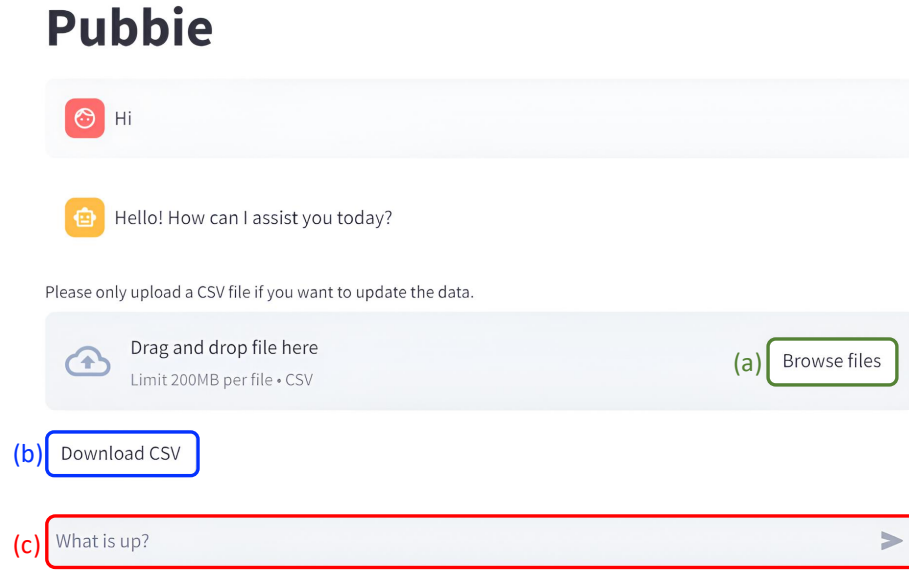 Pubbie
Hi
Hello! How can I assist you today?
Please only upload a CSV file if you want to update the data.
Drag and drop file here
Limit 200MB per file • CSV
(a) Browse files
(b) Download CSV
(c) What is up?